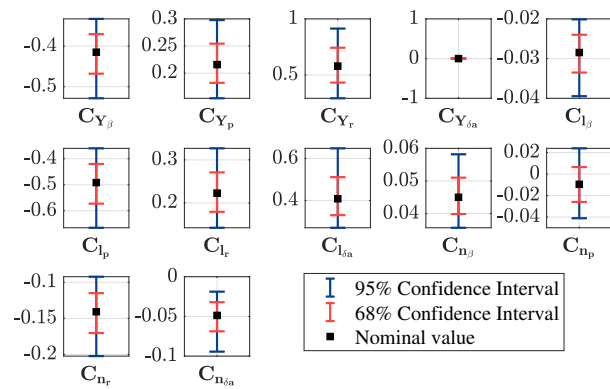 -0.4
-0.5
C_{Y_β}
0.3
0.25
0.2
C_{Y_p}
1
0.5
C_{Y_r}
1
0
-1
C_{Y_{δa}}
-0.02
-0.03
-0.04
C_{l_β}
-0.4
-0.5
-0.6
C_{l_p}
0.3
0.2
C_{l_r}
0.6
0.4
C_{l_{δa}}
0.06
0.05
0.04
C_{n_β}
0.02
0
-0.02
-0.04
C_{n_p}
-0.1
-0.15
-0.2
C_{n_r}
0
-0.05
-0.1
C_{n_{δa}}
95% Confidence Interval
68% Confidence Interval
Nominal value